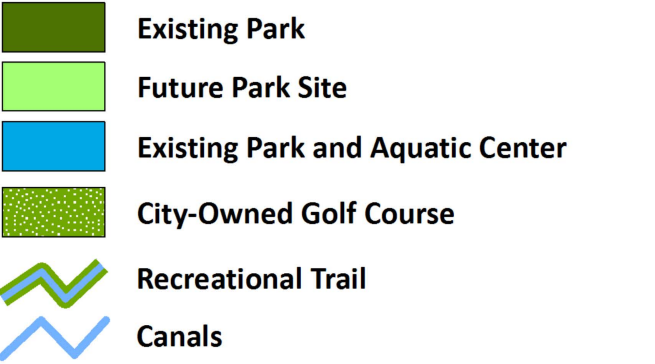 Existing Park
Future Park Site
Existing Park and Aquatic Center
City-Owned Golf Course
Recreational Trail
Canals